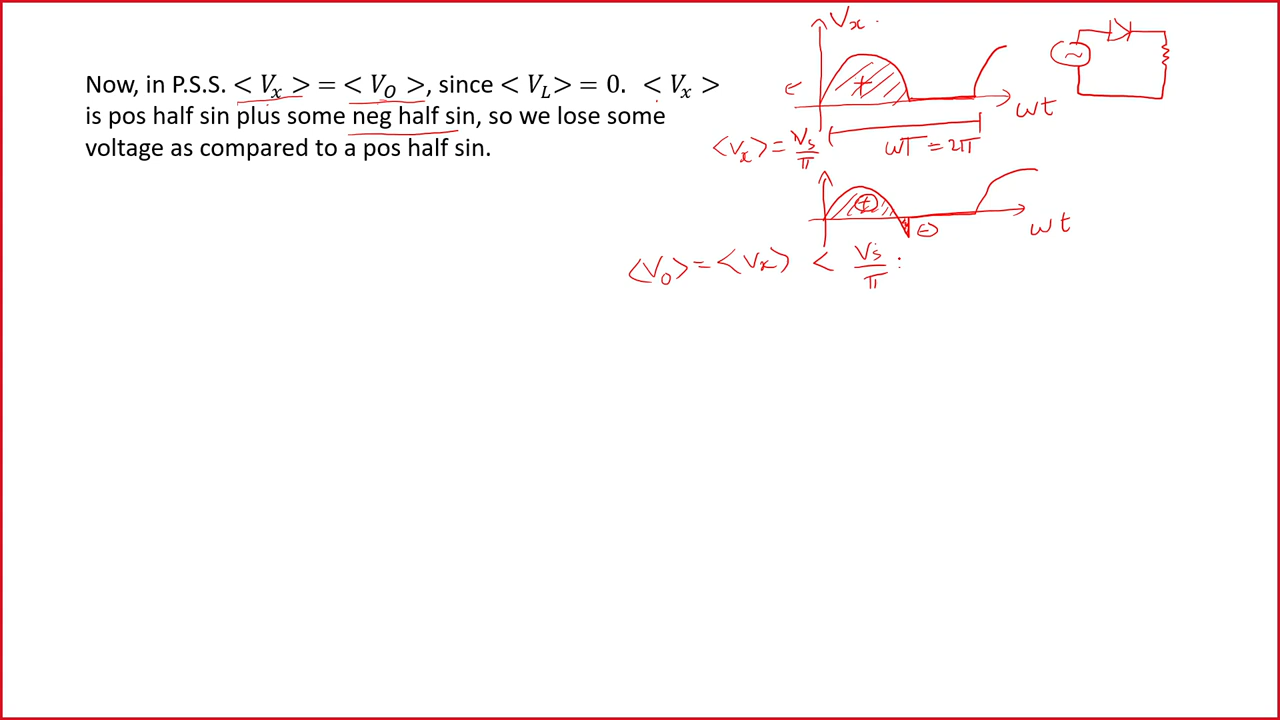 Now, in P.S.S. < V_x > = < V_O >, since < V_L > = 0. < V_x >
is pos half sin plus some neg half sin, so we lose some
voltage as compared to a pos half sin.
V_x
+
ωt
<V_x> = V_s/π
ωT = 2π
+
⊖
ωt
<V_O> = <V_x> < V_s/π